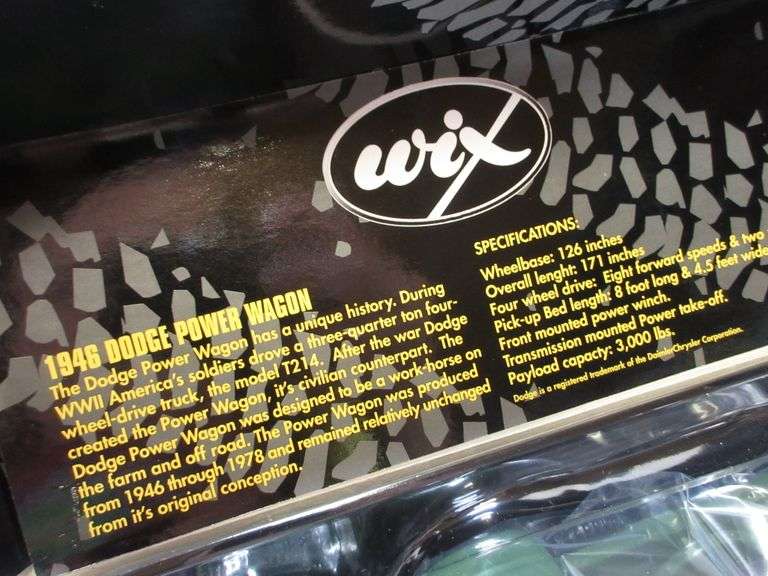 wix
1946 DODGE POWER WAGON
The Dodge Power Wagon has a unique history. During
WWII America's soldiers drove a three-quarter ton four-
wheel-drive truck, the model T214. After the war Dodge
created the Power Wagon, it's civilian counterpart. The
Dodge Power Wagon was designed to be a work-horse on
the farm and off road. The Power Wagon was produced
from 1946 through 1978 and remained relatively unchanged
from it's original conception.
SPECIFICATIONS:
Wheelbase: 126 inches
Overall lenght: 171 inches
Four wheel drive: Eight forward speeds & two
Pick-up Bed length: 8 foot long & 4.5 feet wide
Front mounted power winch.
Transmission mounted Power take-off.
Payload capacty: 3,000 lbs.
Dodge is a registered trademark of the DaimlerChrysler Corporation.